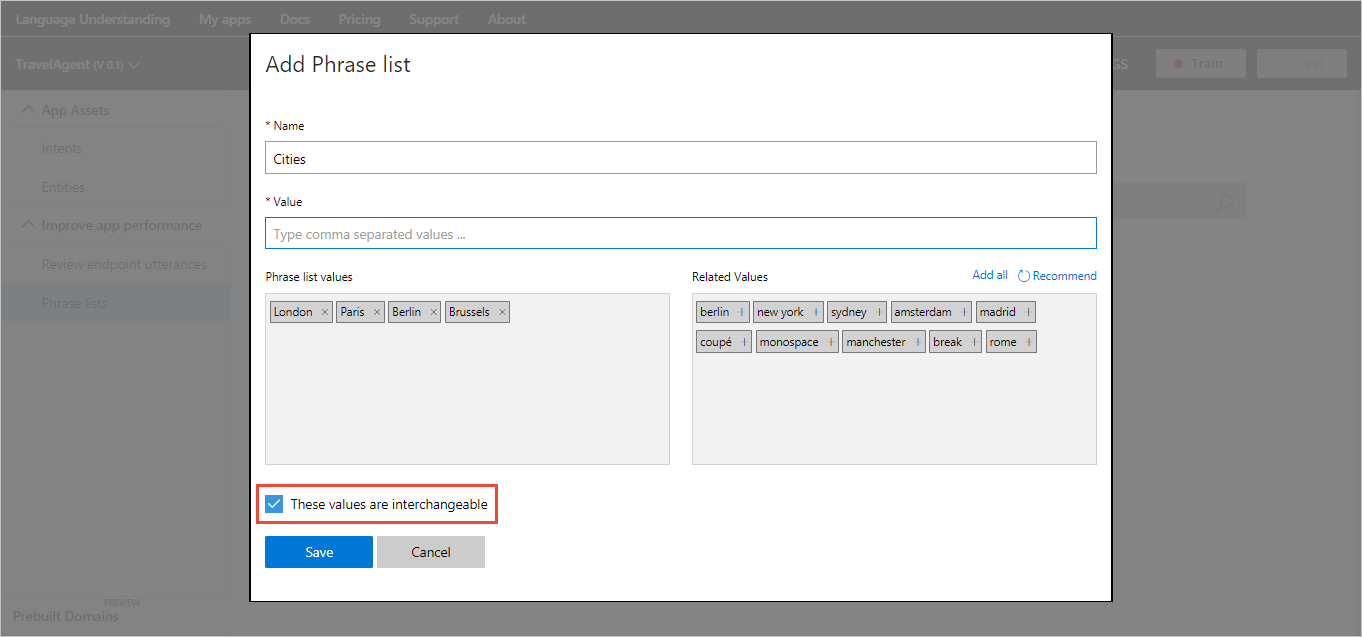 Language Understanding My apps Docs Pricing Support About
TravelAgent (V 0.1) GS Train Test
App Assets
Intents
Entities
Improve app performance
Review endpoint utterances
Phrase lists
PREVIEW
Prebuilt Domains
Add Phrase list
* Name
Cities
* Value
Type comma separated values ...
Phrase list values
London × Paris × Berlin × Brussels ×
Related Values Add all Recommend
berlin + new york + sydney + amsterdam + madrid +
coupé + monospace + manchester + break + rome +
These values are interchangeable
Save Cancel